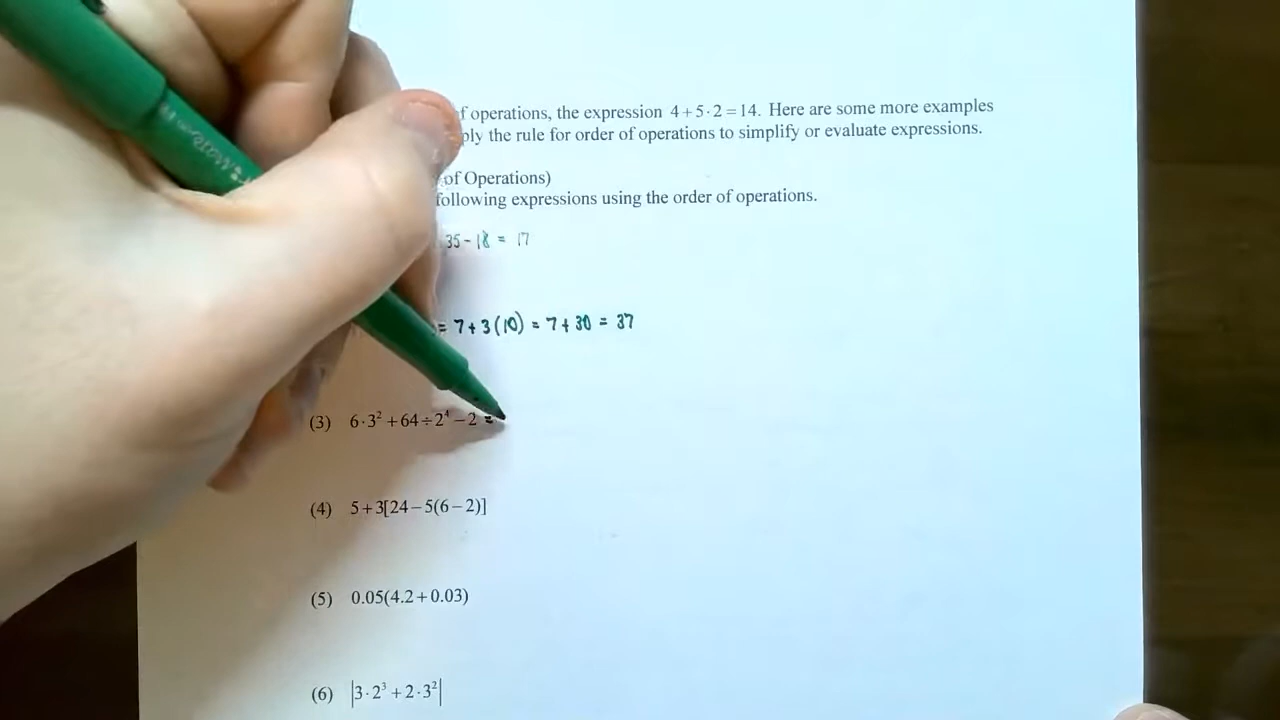 of operations, the expression 4+5·2=14. Here are some more examples
ply the rule for order of operations to simplify or evaluate expressions.
of Operations)
following expressions using the order of operations.
35 - 18 = 17
= 7 + 3(10) = 7 + 30 = 37
(3) 6·3²+64÷2⁴−2 =
(4) 5+3[24−5(6−2)]
(5) 0.05(4.2+0.03)
(6) |3·2³+2·3²|